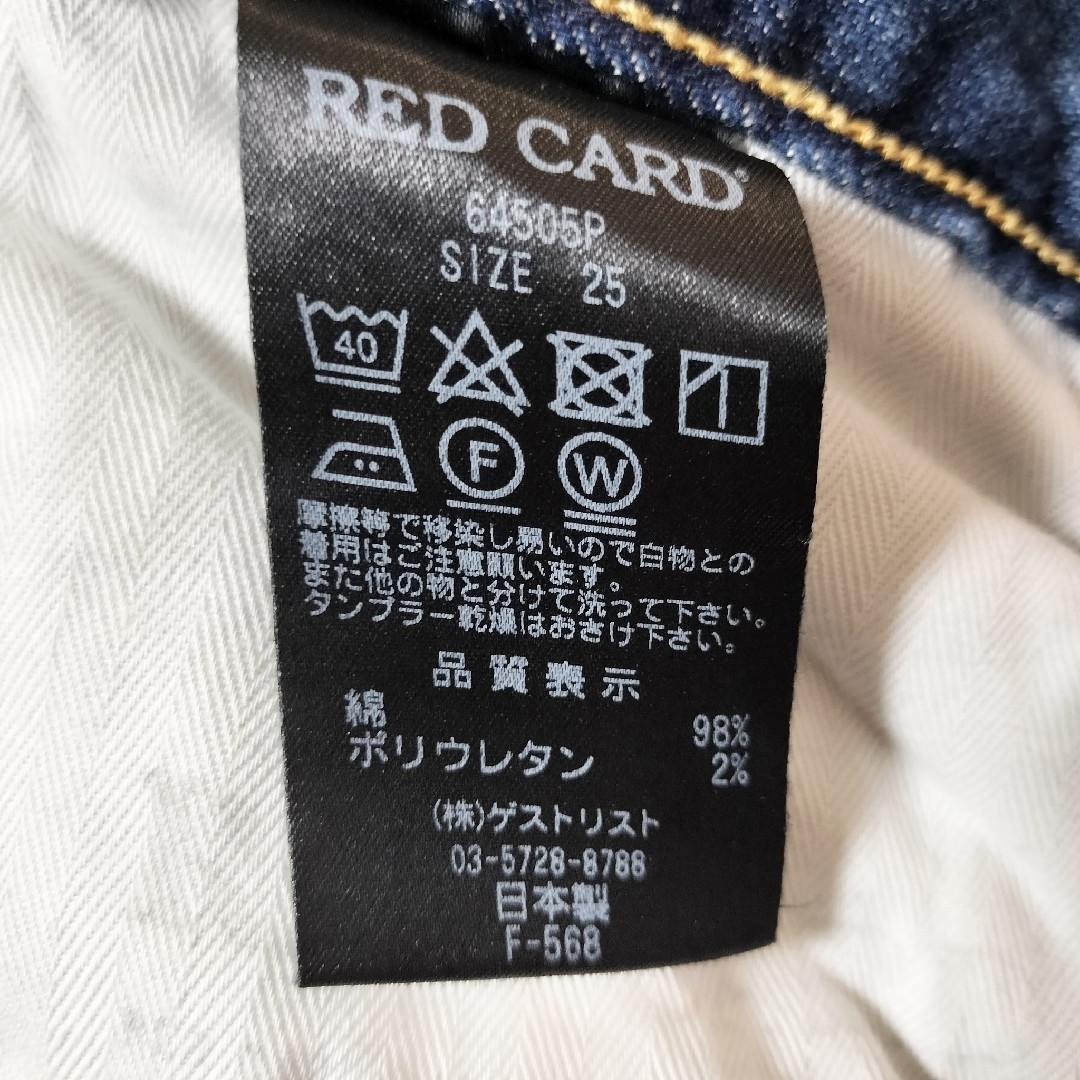 RED CARD®
64505P
SIZE 25
40
F W
摩擦等で移染し易いので白物との
着用はご注意願います。
また他の物と分けて洗って下さい。
タンブラー乾燥はおさけ下さい。
品質表示
綿 98%
ポリウレタン 2%
(株)ゲストリスト
03-5728-8788
日本製
F-568